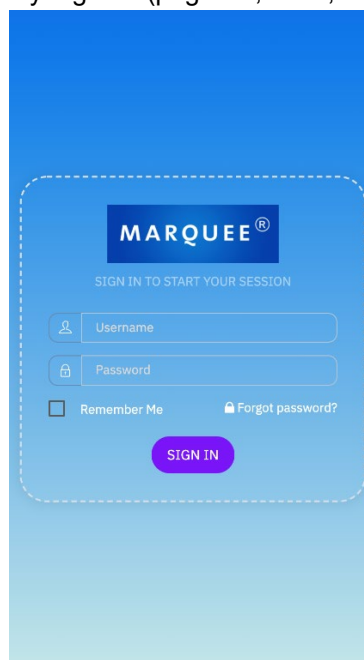 MARQUEE®
SIGN IN TO START YOUR SESSION
Username
Password
Remember Me Forgot password?
SIGN IN